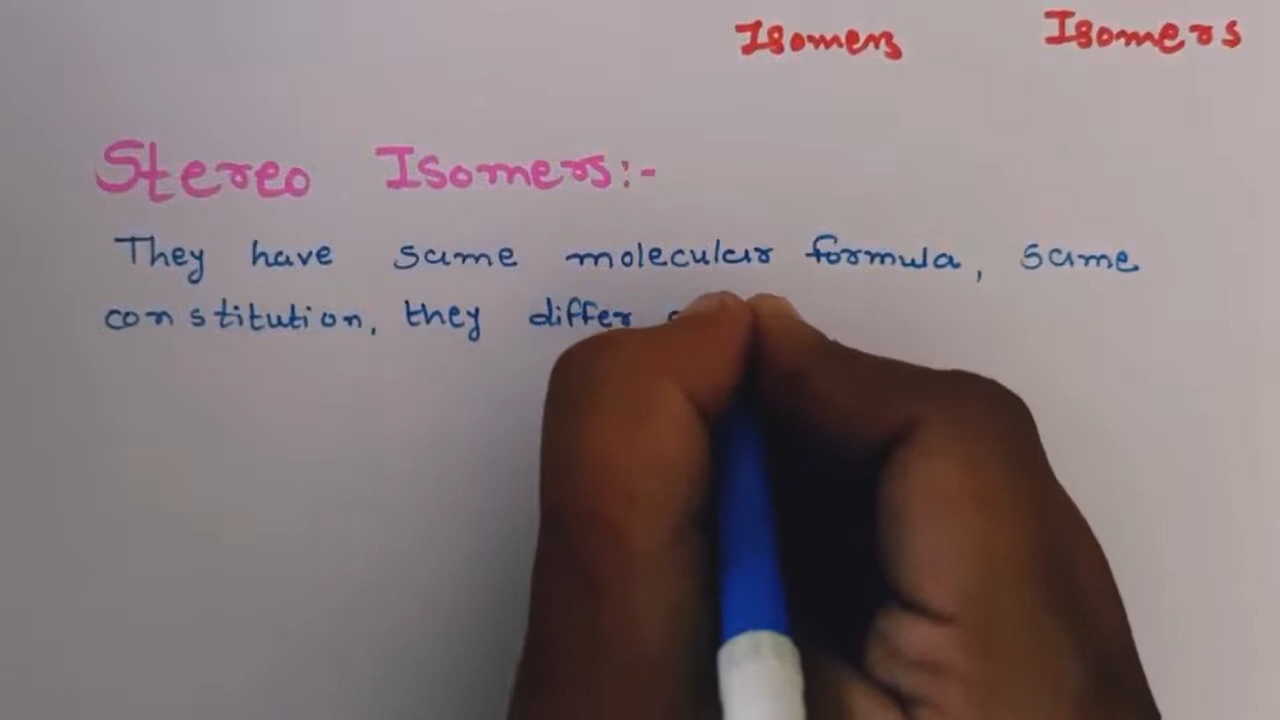 Isomers Isomers
Stereo Isomers:-
They have same molecular formula, same
constitution, they differ